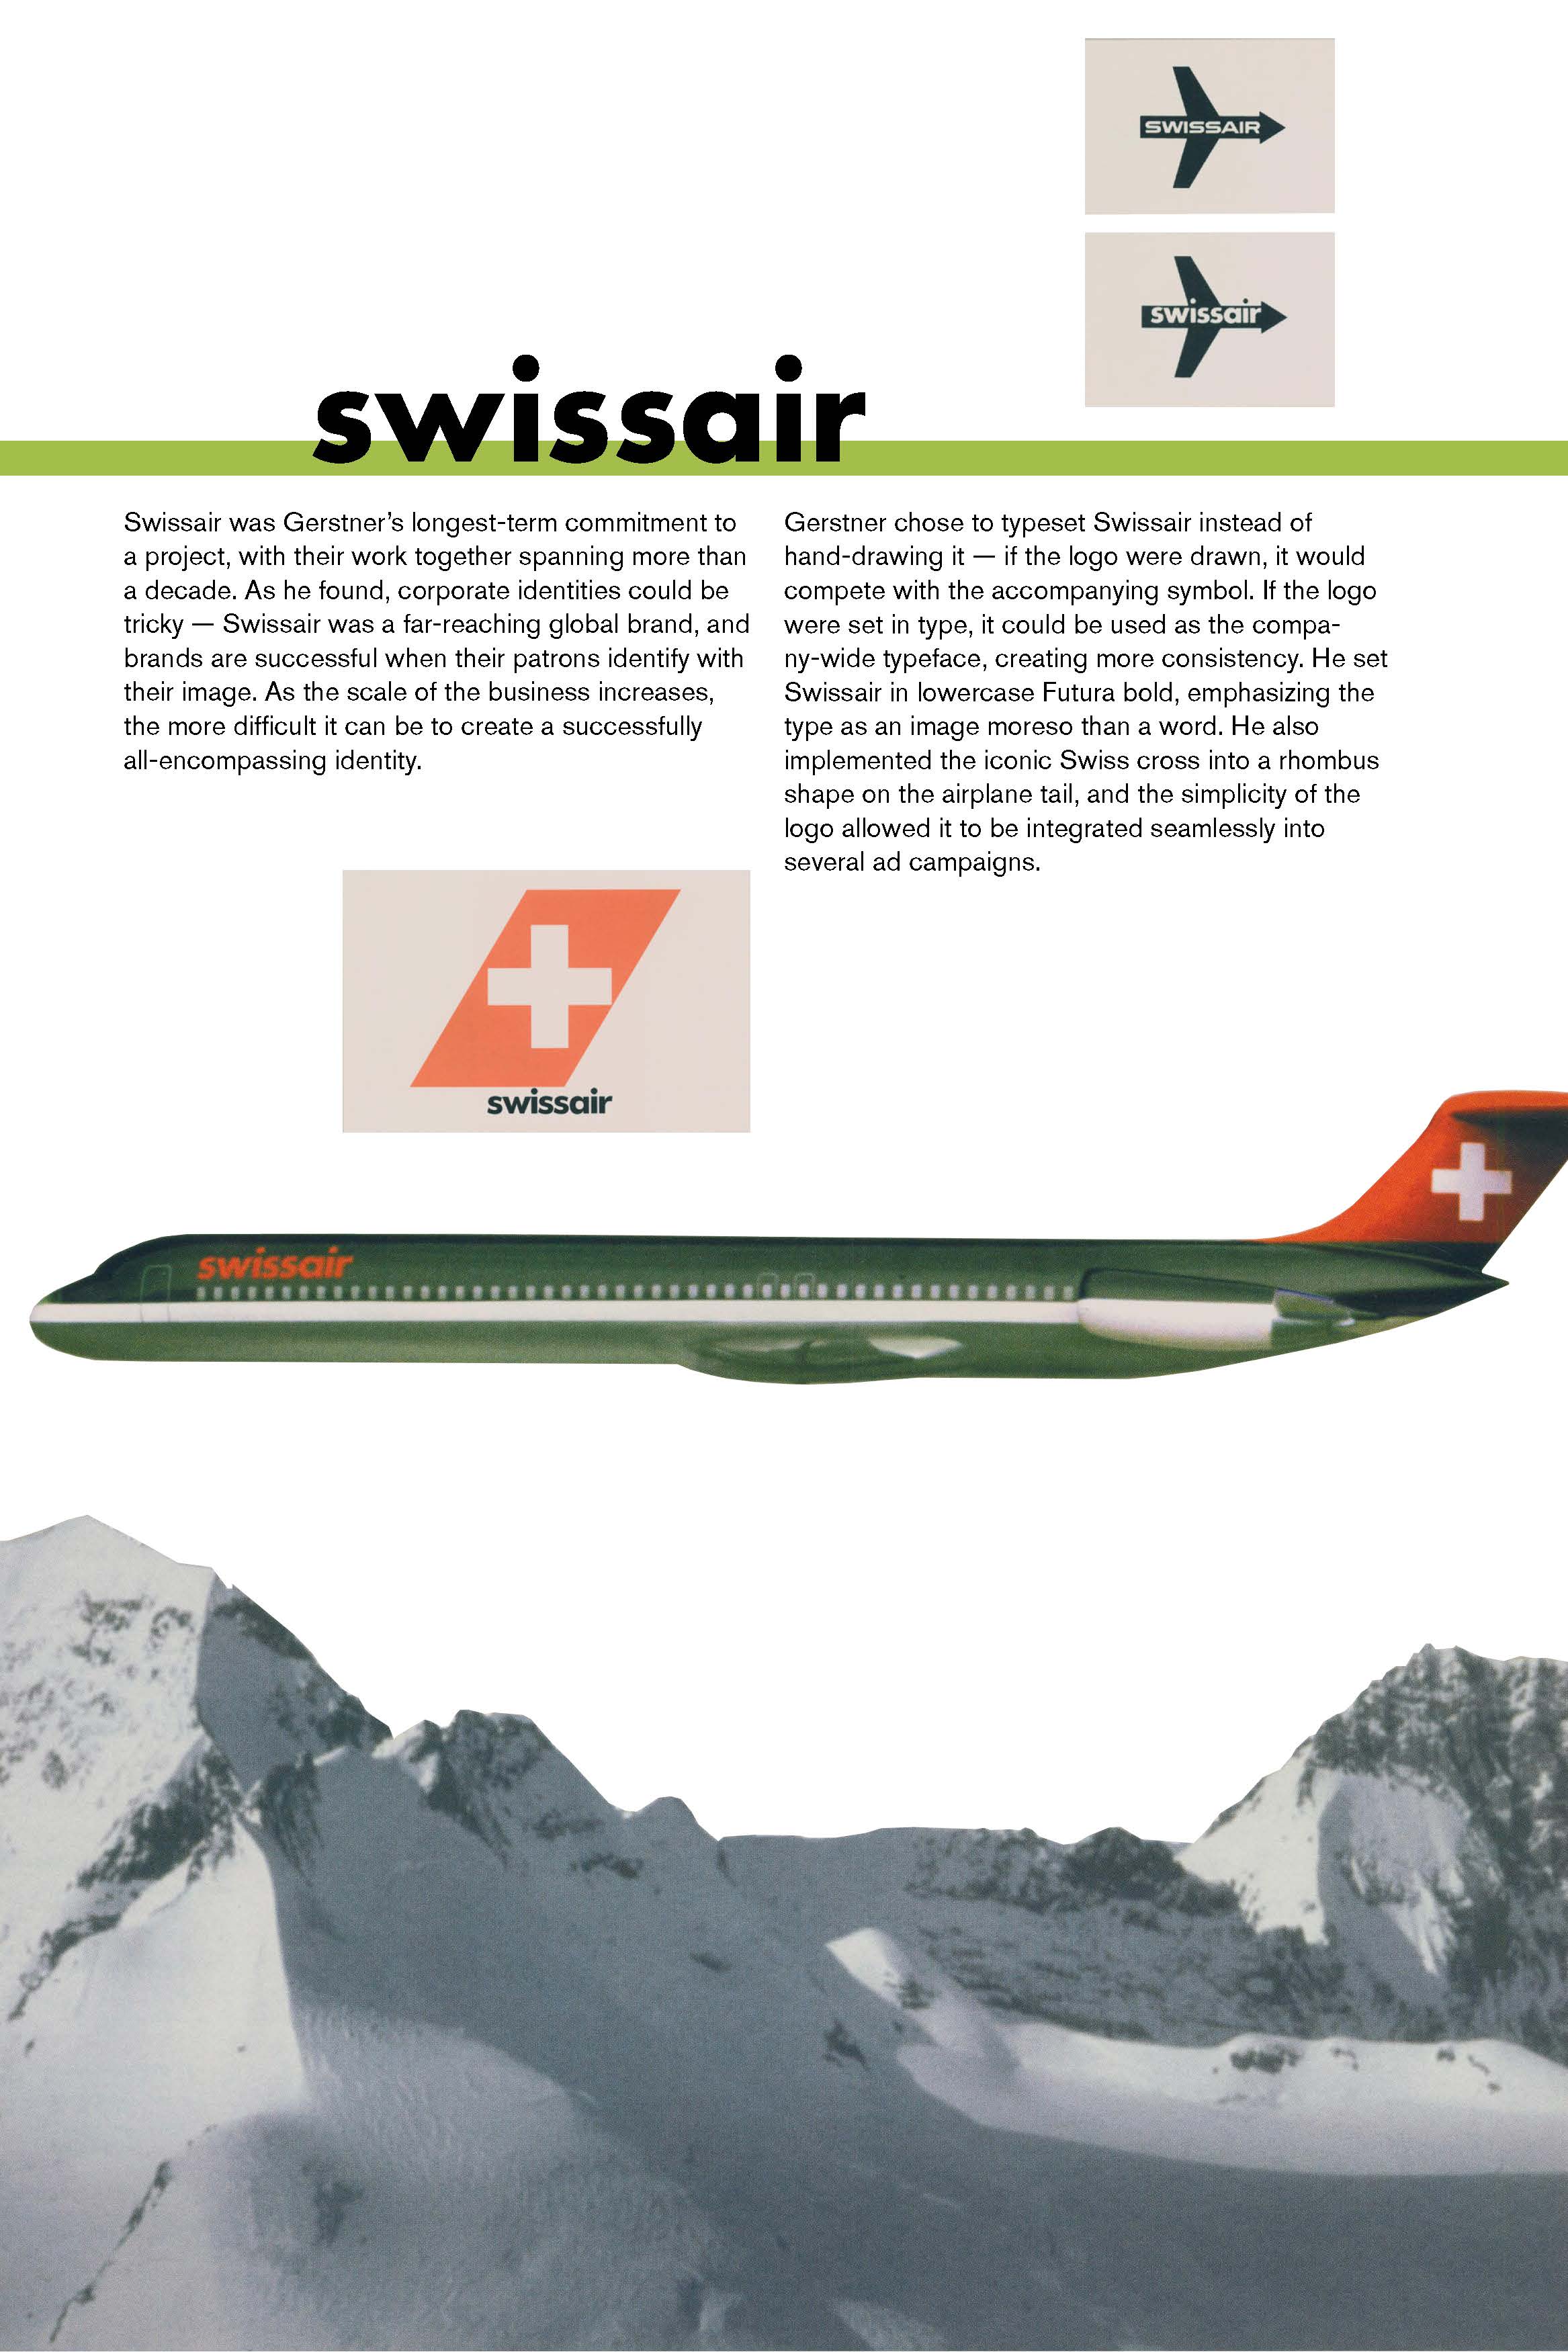 SWISSAIR
swissair
swissair
Swissair was Gerstner’s longest-term commitment to
a project, with their work together spanning more than
a decade. As he found, corporate identities could be
tricky — Swissair was a far-reaching global brand, and
brands are successful when their patrons identify with
their image. As the scale of the business increases,
the more difficult it can be to create a successfully
all-encompassing identity.
Gerstner chose to typeset Swissair instead of
hand-drawing it — if the logo were drawn, it would
compete with the accompanying symbol. If the logo
were set in type, it could be used as the compa-
ny-wide typeface, creating more consistency. He set
Swissair in lowercase Futura bold, emphasizing the
type as an image moreso than a word. He also
implemented the iconic Swiss cross into a rhombus
shape on the airplane tail, and the simplicity of the
logo allowed it to be integrated seamlessly into
several ad campaigns.
swissair
swissair